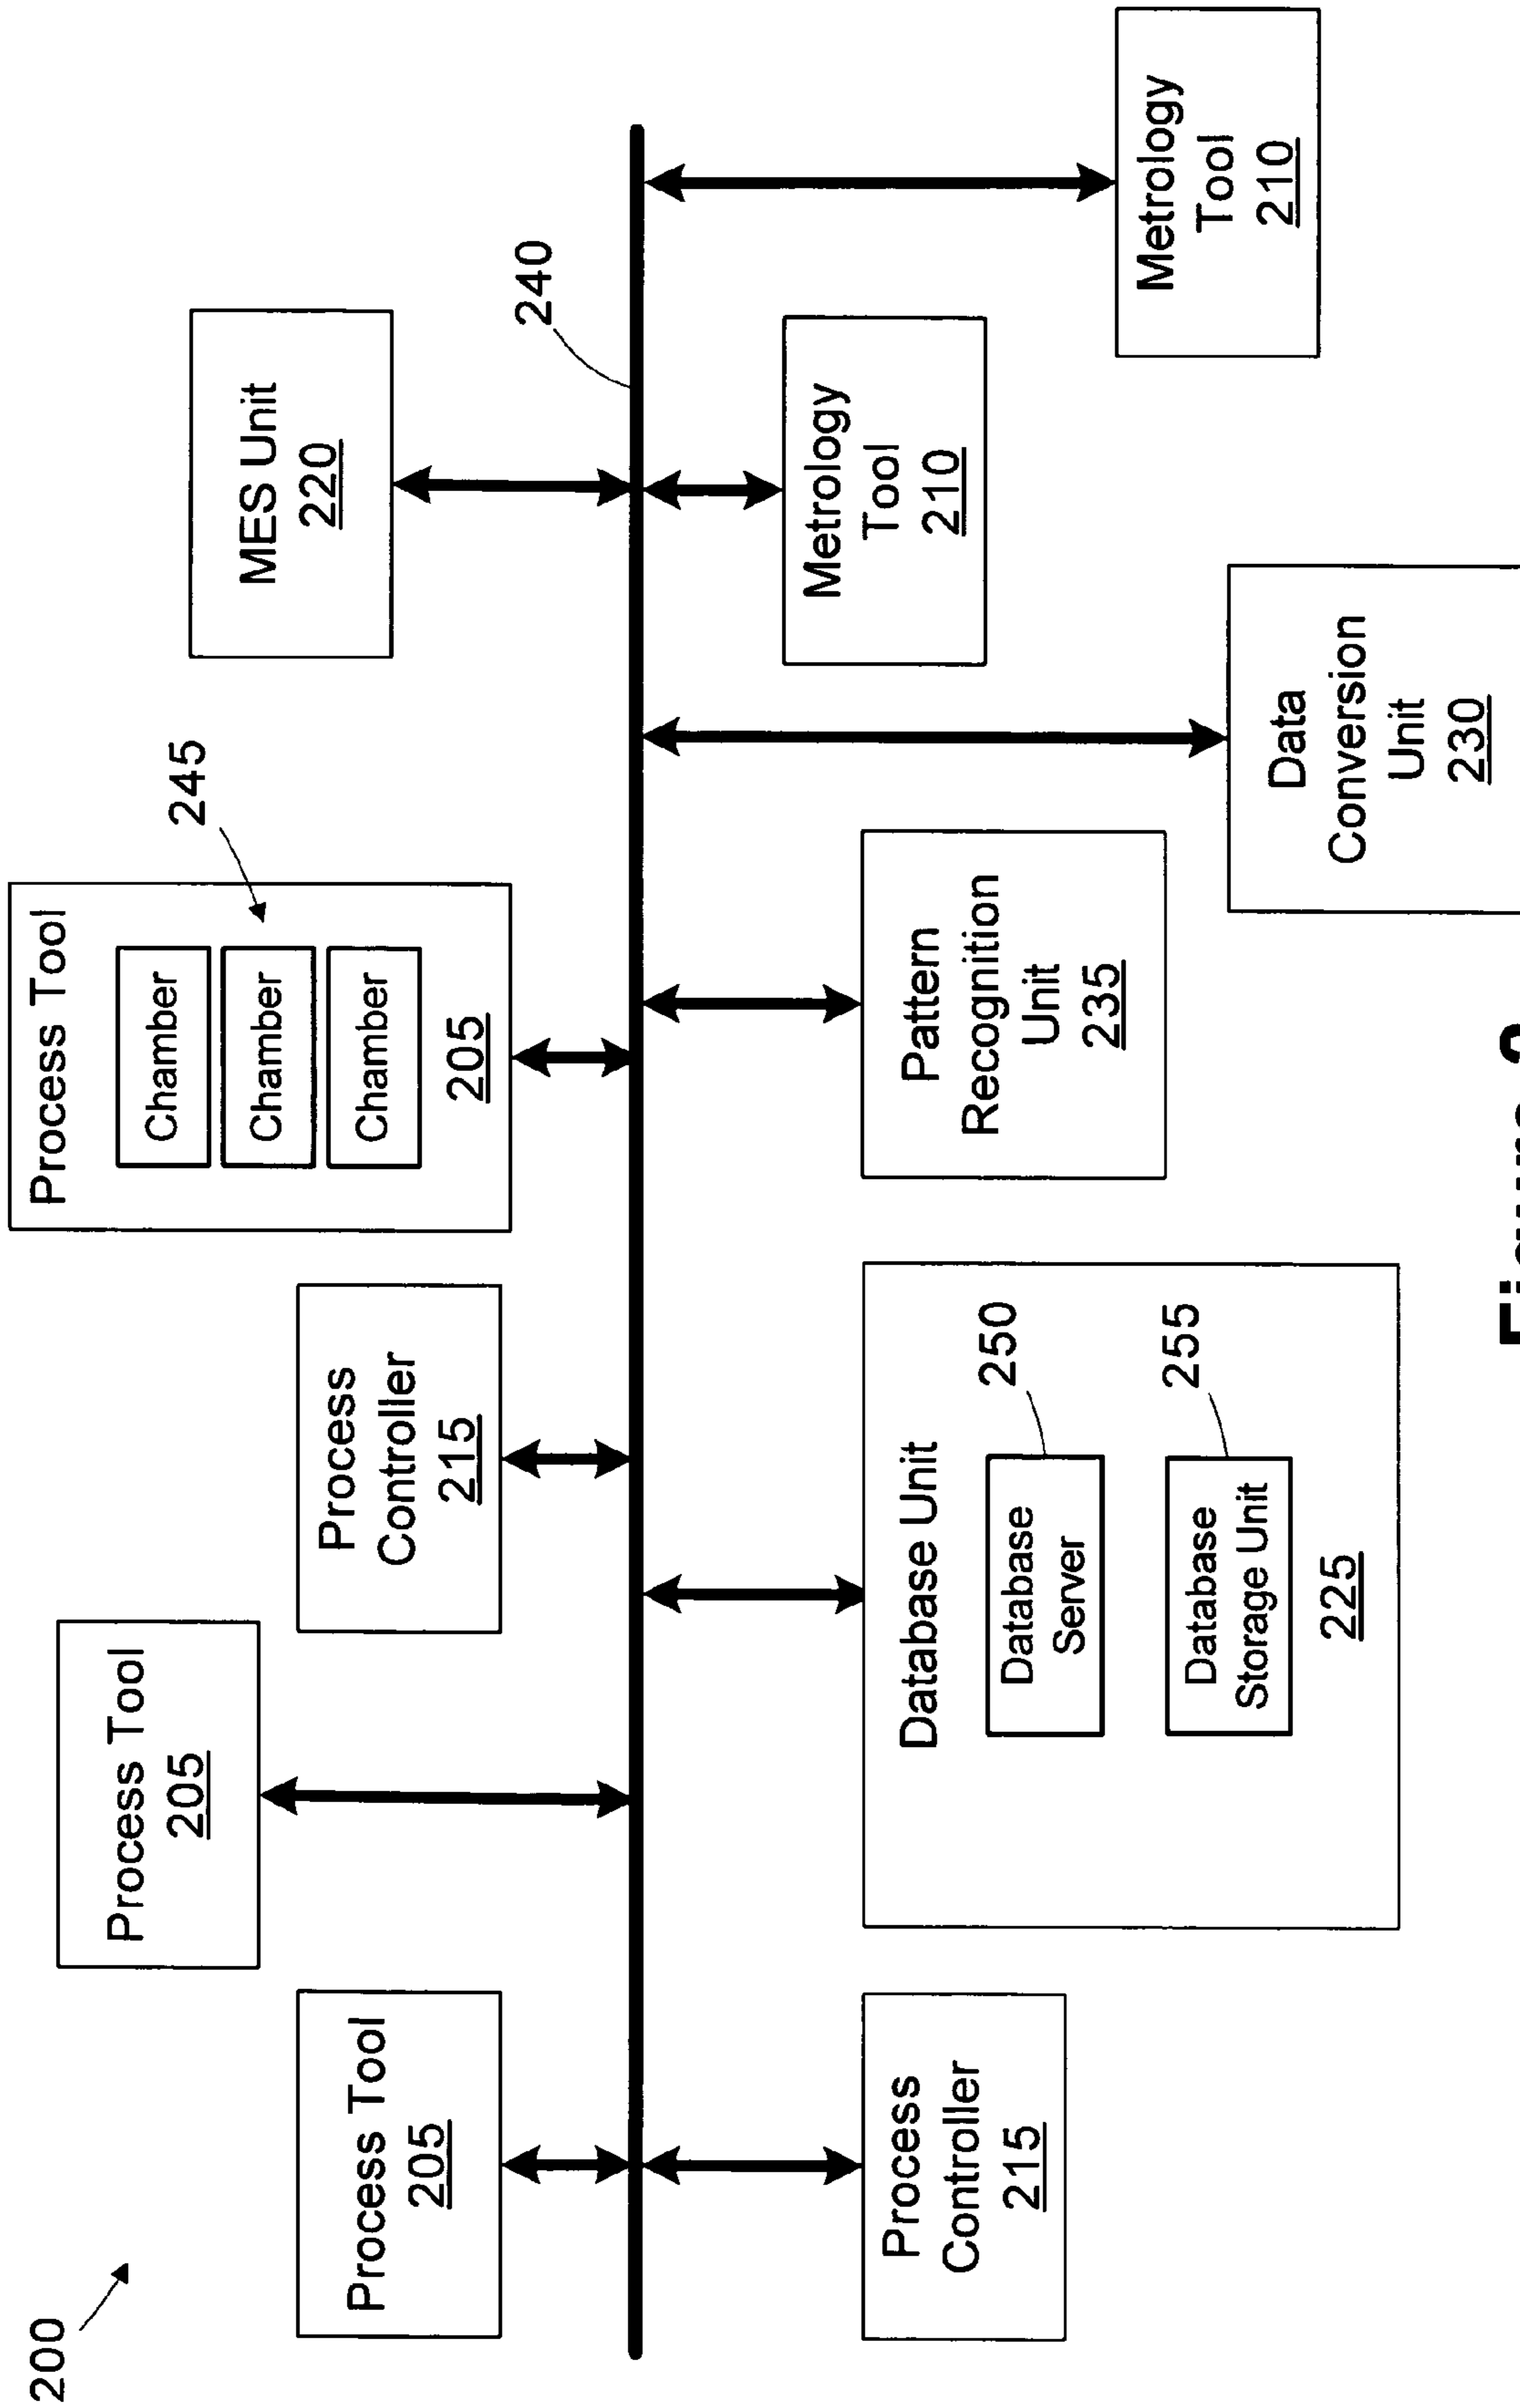 200
Process Tool
205
Process Tool
205
Process
Controller
215
Process Tool
Chamber
Chamber
Chamber
205
245
MES Unit
220
240
Process
Controller
215
Database Unit
Database
Server
250
Database
Storage Unit
255
225
Pattern
Recognition
Unit
235
Data
Conversion
Unit
230
Metrology
Tool
210
Metrology
Tool
210